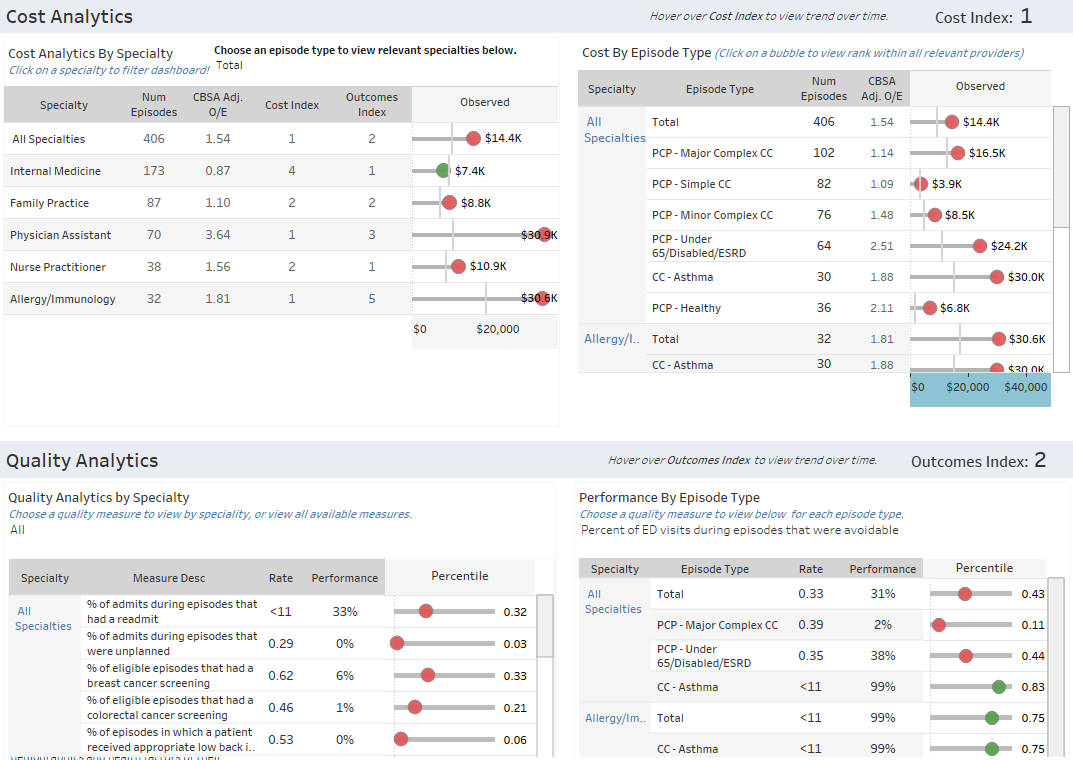 Cost Analytics
Hover over Cost Index to view trend over time.
Cost Index: 1
Cost Analytics By Specialty
Click on a specialty to filter dashboard!
Choose an episode type to view relevant specialties below.
Total
Specialty Num Episodes CBSA Adj. O/E Cost Index Outcomes Index Observed
All Specialties 406 1.54 1 2 $14.4K
Internal Medicine 173 0.87 4 1 $7.4K
Family Practice 87 1.10 2 2 $8.8K
Physician Assistant 70 3.64 1 3 $30.9K
Nurse Practitioner 38 1.56 2 1 $10.9K
Allergy/Immunology 32 1.81 1 5 $30.6K
$0 $20,000
Cost By Episode Type (Click on a bubble to view rank within all relevant providers)
Specialty Episode Type Num Episodes CBSA Adj. O/E Observed
All Specialties Total 406 1.54 $14.4K
PCP - Major Complex CC 102 1.14 $16.5K
PCP - Simple CC 82 1.09 $3.9K
PCP - Minor Complex CC 76 1.48 $8.5K
PCP - Under 65/Disabled/ESRD 64 2.51 $24.2K
CC - Asthma 30 1.88 $30.0K
PCP - Healthy 36 2.11 $6.8K
Allergy/I.. Total 32 1.81 $30.6K
CC - Asthma 30 1.88 $30.0K
$0 $20,000 $40,000
Quality Analytics
Hover over Outcomes Index to view trend over time.
Outcomes Index: 2
Quality Analytics by Specialty
Choose a quality measure to view by speciality, or view all available measures.
All
Specialty Measure Desc Rate Performance Percentile
All Specialties % of admits during episodes that had a readmit <11 33% 0.32
% of admits during episodes that were unplanned 0.29 0% 0.03
% of eligible episodes that had a breast cancer screening 0.62 6% 0.33
% of eligible episodes that had a colorectal cancer screening 0.46 1% 0.21
% of episodes in which a patient received appropriate low back i.. 0.53 0% 0.06
demographics and health factors of their
Performance By Episode Type
Choose a quality measure to view below for each episode type.
Percent of ED visits during episodes that were avoidable
Specialty Episode Type Rate Performance Percentile
All Specialties Total 0.33 31% 0.43
PCP - Major Complex CC 0.39 2% 0.11
PCP - Under 65/Disabled/ESRD 0.35 38% 0.44
CC - Asthma <11 99% 0.83
Allergy/Im.. Total <11 99% 0.75
CC - Asthma <11 99% 0.75